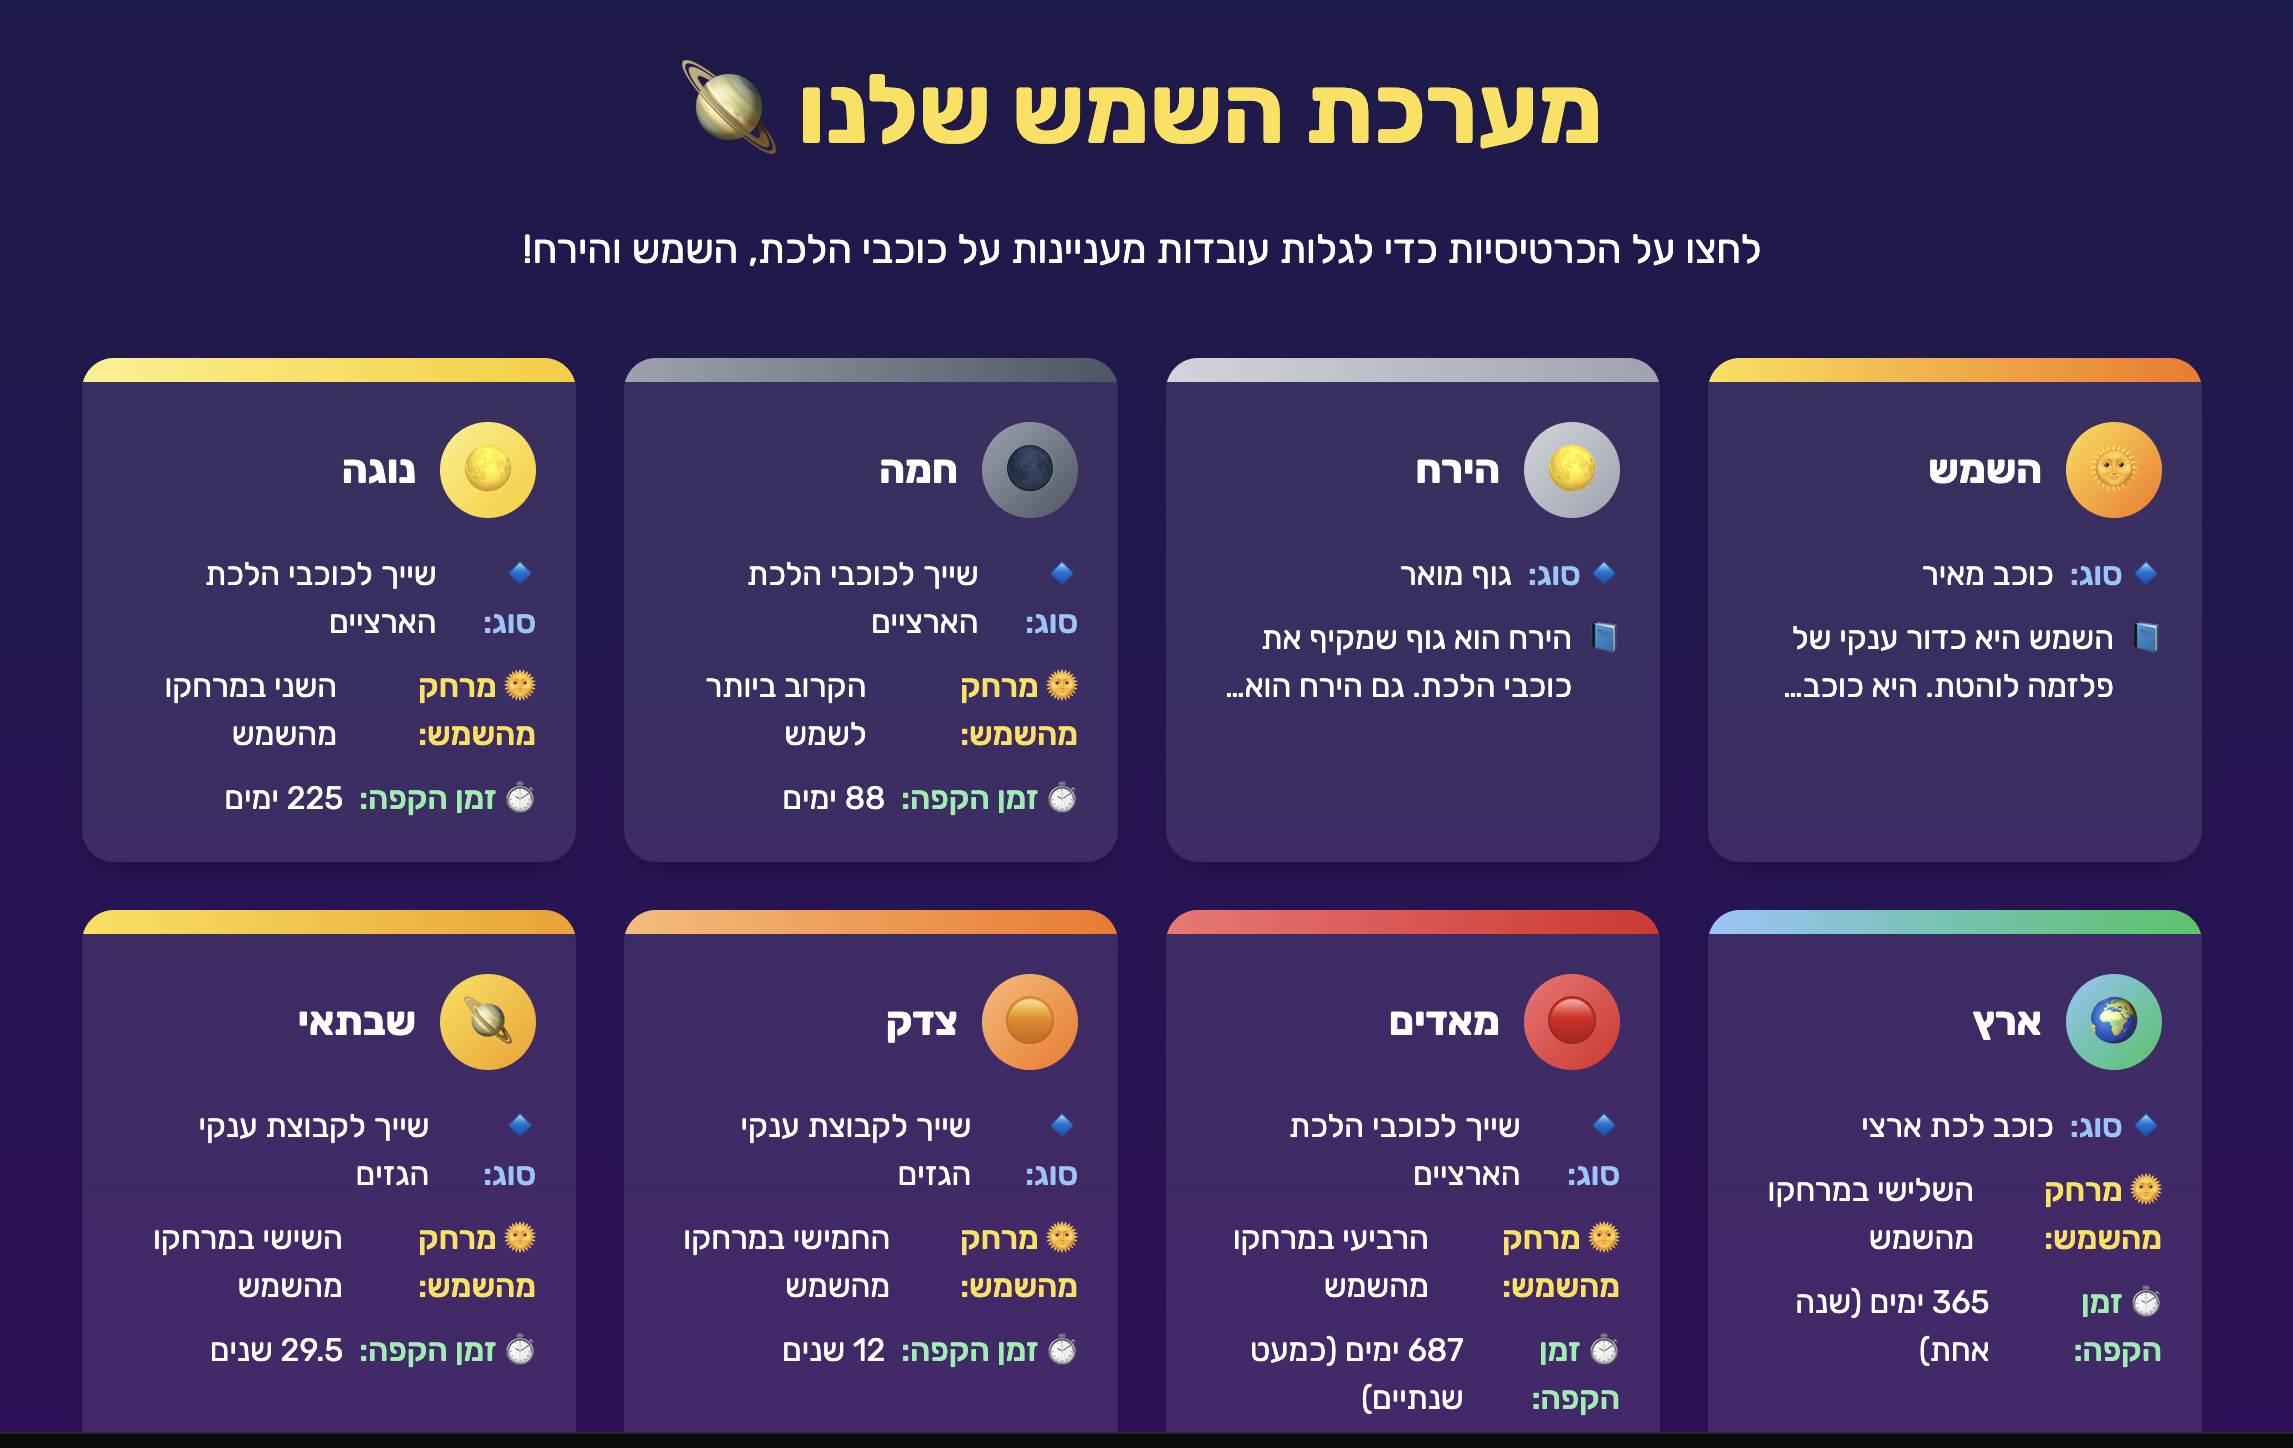 מערכת השמש שלנו
לחצו על הכרטיסיות כדי לגלות עובדות מעניינות על כוכבי הלכת, השמש והירח!
השמש
סוג: כוכב מאיר
השמש היא כדור ענקי של
פלזמה לוהטת. היא כוכב...
הירח
סוג: גוף מואר
הירח הוא גוף שמקיף את
כוכבי הלכת. גם הירח הוא...
חמה
שייך לכוכבי הלכת
סוג: הארציים
מרחק הקרוב ביותר
מהשמש: לשמש
זמן הקפה: 88 ימים
נוגה
שייך לכוכבי הלכת
סוג: הארציים
מרחק השני במרחקו
מהשמש: מהשמש
זמן הקפה: 225 ימים
ארץ
סוג: כוכב לכת ארצי
מרחק השלישי במרחקו
מהשמש: מהשמש
זמן 365 ימים (שנה
הקפה: אחת)
מאדים
שייך לכוכבי הלכת
סוג: הארציים
מרחק הרביעי במרחקו
מהשמש: מהשמש
זמן 687 ימים (כמעט
הקפה: שנתיים)
צדק
שייך לקבוצת ענקי
סוג: הגזים
מרחק החמישי במרחקו
מהשמש: מהשמש
זמן הקפה: 12 שנים
שבתאי
שייך לקבוצת ענקי
סוג: הגזים
מרחק השישי במרחקו
מהשמש: מהשמש
זמן הקפה: 29.5 שנים